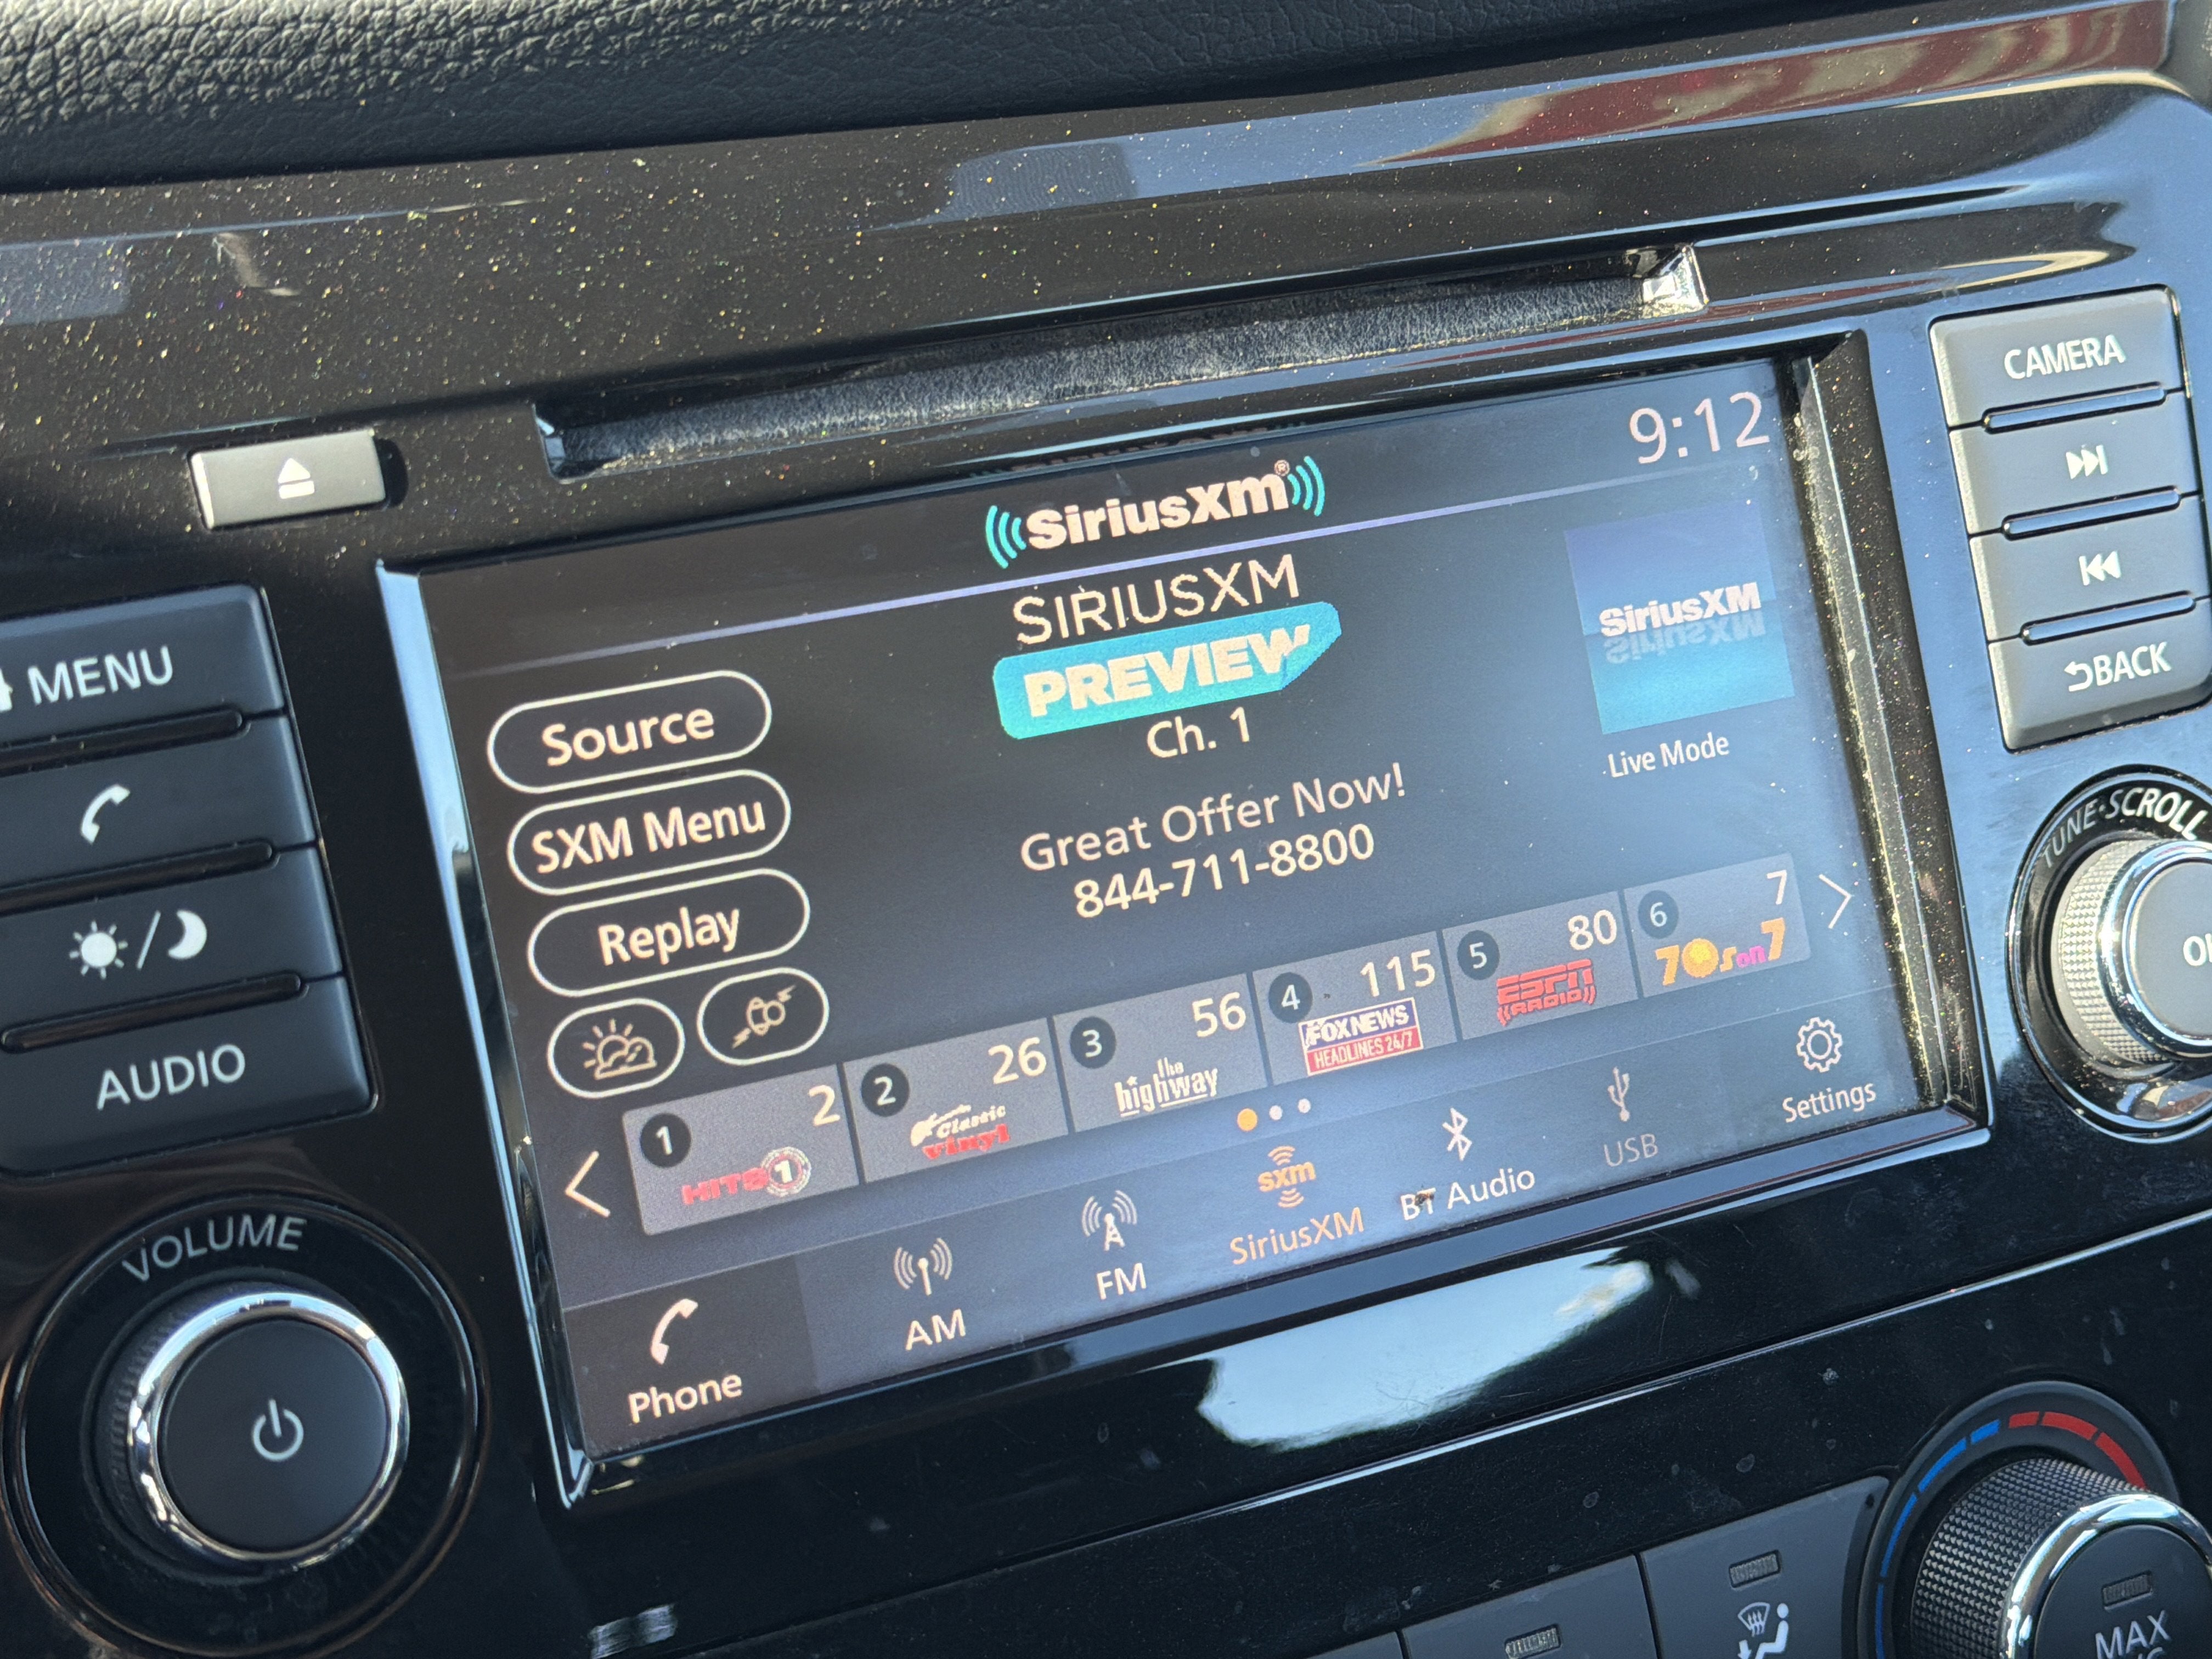 CAMERA
9:12
SiriusXM®
SIRIUSXM
PREVIEW
Ch. 1
SiriusXM
Live Mode
BACK
MENU
Source
SXM Menu
Replay
Great Offer Now!
844-711-8800
TUNE·SCROLL
AUDIO
1 2
HITS 1
2 26
Classic
vinyl
3 56
the
highway
4 115
FOX NEWS
HEADLINES 24/7
5 80
ESPN
RADIO
6 7
70s on 7
Phone
AM
FM
sxm
SiriusXM
BT Audio
USB
Settings
VOLUME
MAX